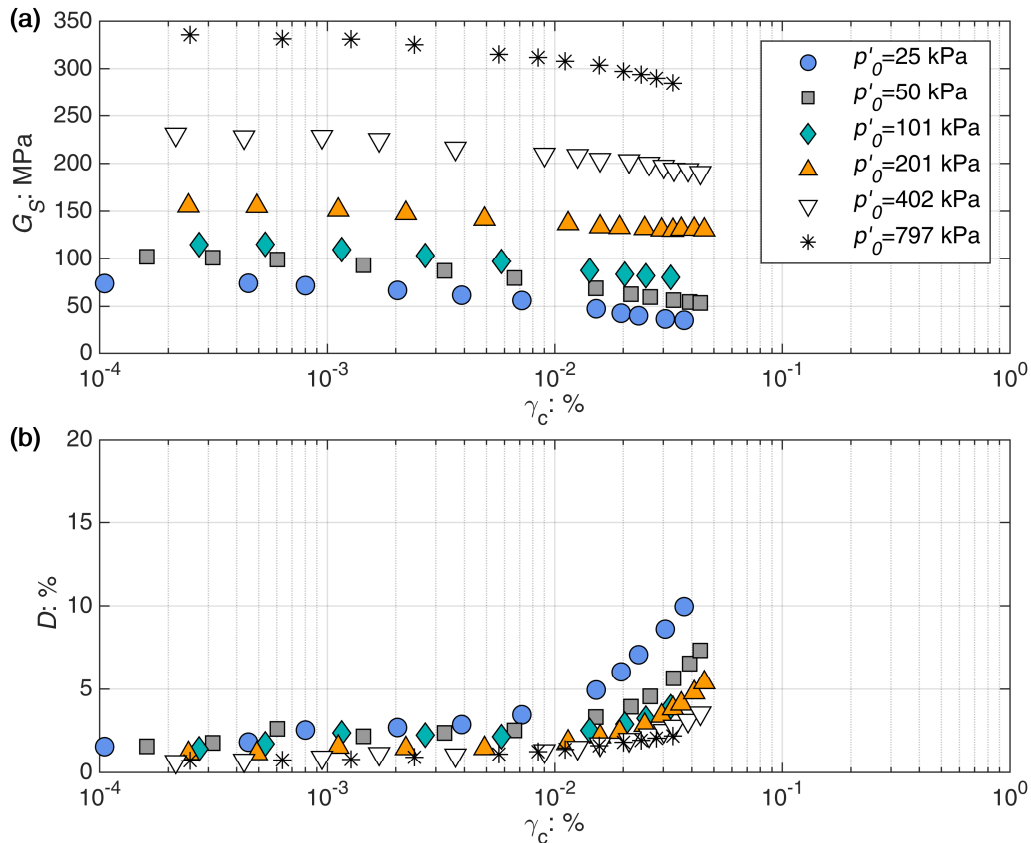 (a)
350
300
250
200
150
100
50
0
G_S: MPa
p'_0=25 kPa
p'_0=50 kPa
p'_0=101 kPa
p'_0=201 kPa
p'_0=402 kPa
p'_0=797 kPa
10^-4 10^-3 10^-2 10^-1 10^0
γ_c: %
(b)
20
15
10
5
0
D: %
10^-4 10^-3 10^-2 10^-1 10^0
γ_c: %